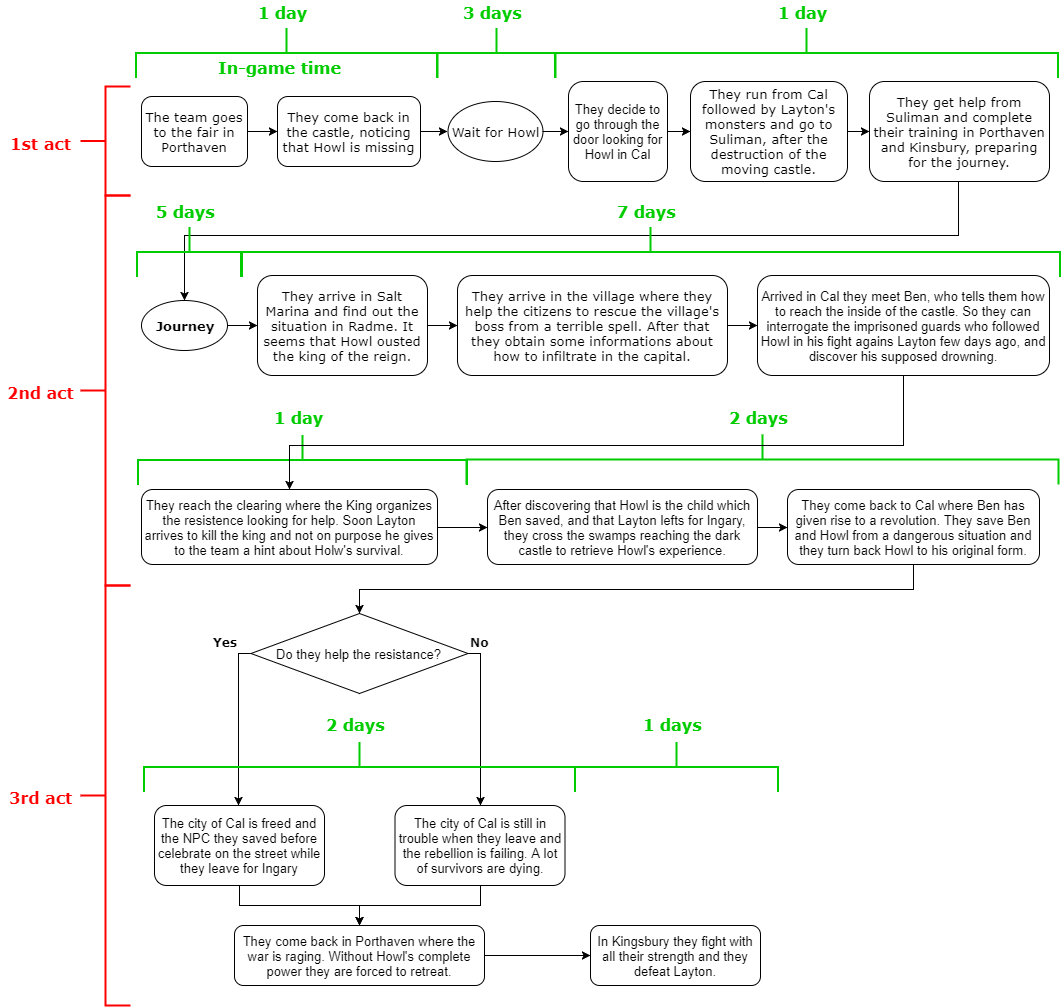 1 day
3 days
1 day
In-game time
1st act
The team goes
to the fair in
Porthaven
They come back in
the castle, noticing
that Howl is missing
Wait for Howl
They decide to
go through the
door looking for
Howl in Cal
They run from Cal
followed by Layton's
monsters and go to
Suliman, after the
destruction of the
moving castle.
They get help from
Suliman and complete
their training in Porthaven
and Kinsbury, preparing
for the journey.
5 days
7 days
2nd act
Journey
They arrive in Salt
Marina and find out the
situation in Radme. It
seems that Howl ousted
the king of the reign.
They arrive in the village where they
help the citizens to rescue the village's
boss from a terrible spell. After that
they obtain some informations about
how to infiltrate in the capital.
Arrived in Cal they meet Ben, who tells them how
to reach the inside of the castle. So they can
interrogate the imprisoned guards who followed
Howl in his fight agains Layton few days ago, and
discover his supposed drowning.
1 day
2 days
They reach the clearing where the King organizes
the resistence looking for help. Soon Layton
arrives to kill the king and not on purpose he gives
to the team a hint about Holw's survival.
After discovering that Howl is the child which
Ben saved, and that Layton lefts for Ingary,
they cross the swamps reaching the dark
castle to retrieve Howl's experience.
They come back to Cal where Ben has
given rise to a revolution. They save Ben
and Howl from a dangerous situation and
they turn back Howl to his original form.
Yes
No
Do they help the resistance?
2 days
1 day
3rd act
The city of Cal is freed and
the NPC they saved before
celebrate on the street while
they leave for Ingary
The city of Cal is still in
trouble when they leave and
the rebellion is failing. A lot
of survivors are dying.
They come back in Porthaven where the
war is raging. Without Howl's complete
power they are forced to retreat.
In Kingsbury they fight with
all their strength and they
defeat Layton.